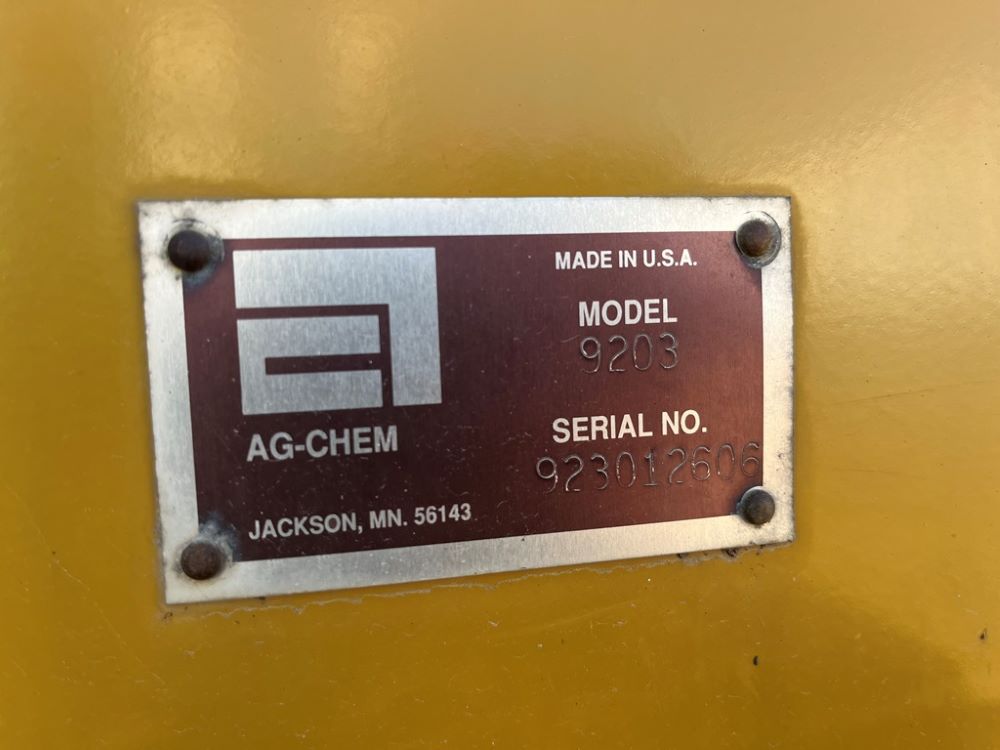 MADE IN U.S.A.
MODEL
9203
SERIAL NO.
923012606
AG-CHEM
JACKSON, MN. 56143